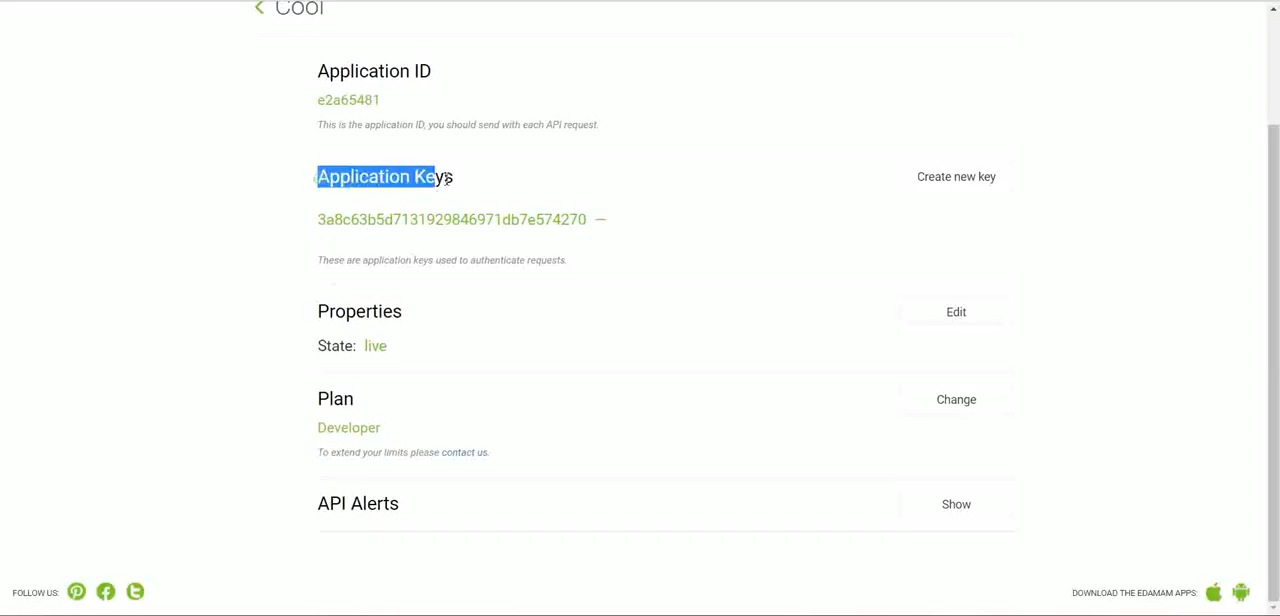 Cool
Application ID
e2a65481
This is the application ID, you should send with each API request.
Application Keys
Create new key
3a8c63b5d7131929846971db7e574270 —
These are application keys used to authenticate requests.
Properties
Edit
State: live
Plan
Change
Developer
To extend your limits please contact us.
API Alerts
Show
FOLLOW US:
DOWNLOAD THE EDAMAM APPS: